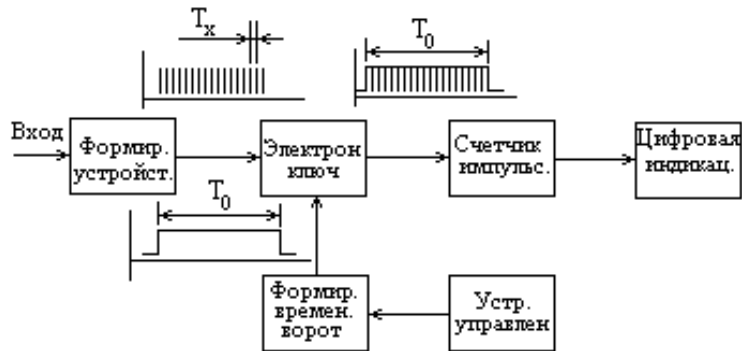 Tx
T0
Вход
Формир.
устройст.
Электрон
ключ
Счетчик
импульс.
Цифровая
индикац.
T0
Формир.
времен.
ворот
Устр.
управлен